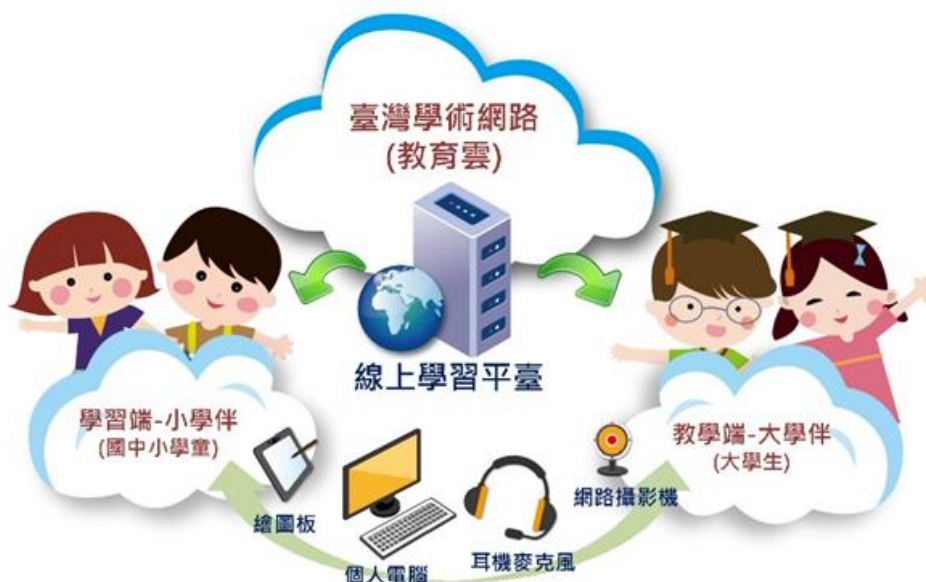 臺灣學術網路
(教育雲)
線上學習平臺
學習端-小學伴
(國中小學童)
教學端-大學伴
(大學生)
繪圖板
個人電腦
耳機麥克風
網路攝影機